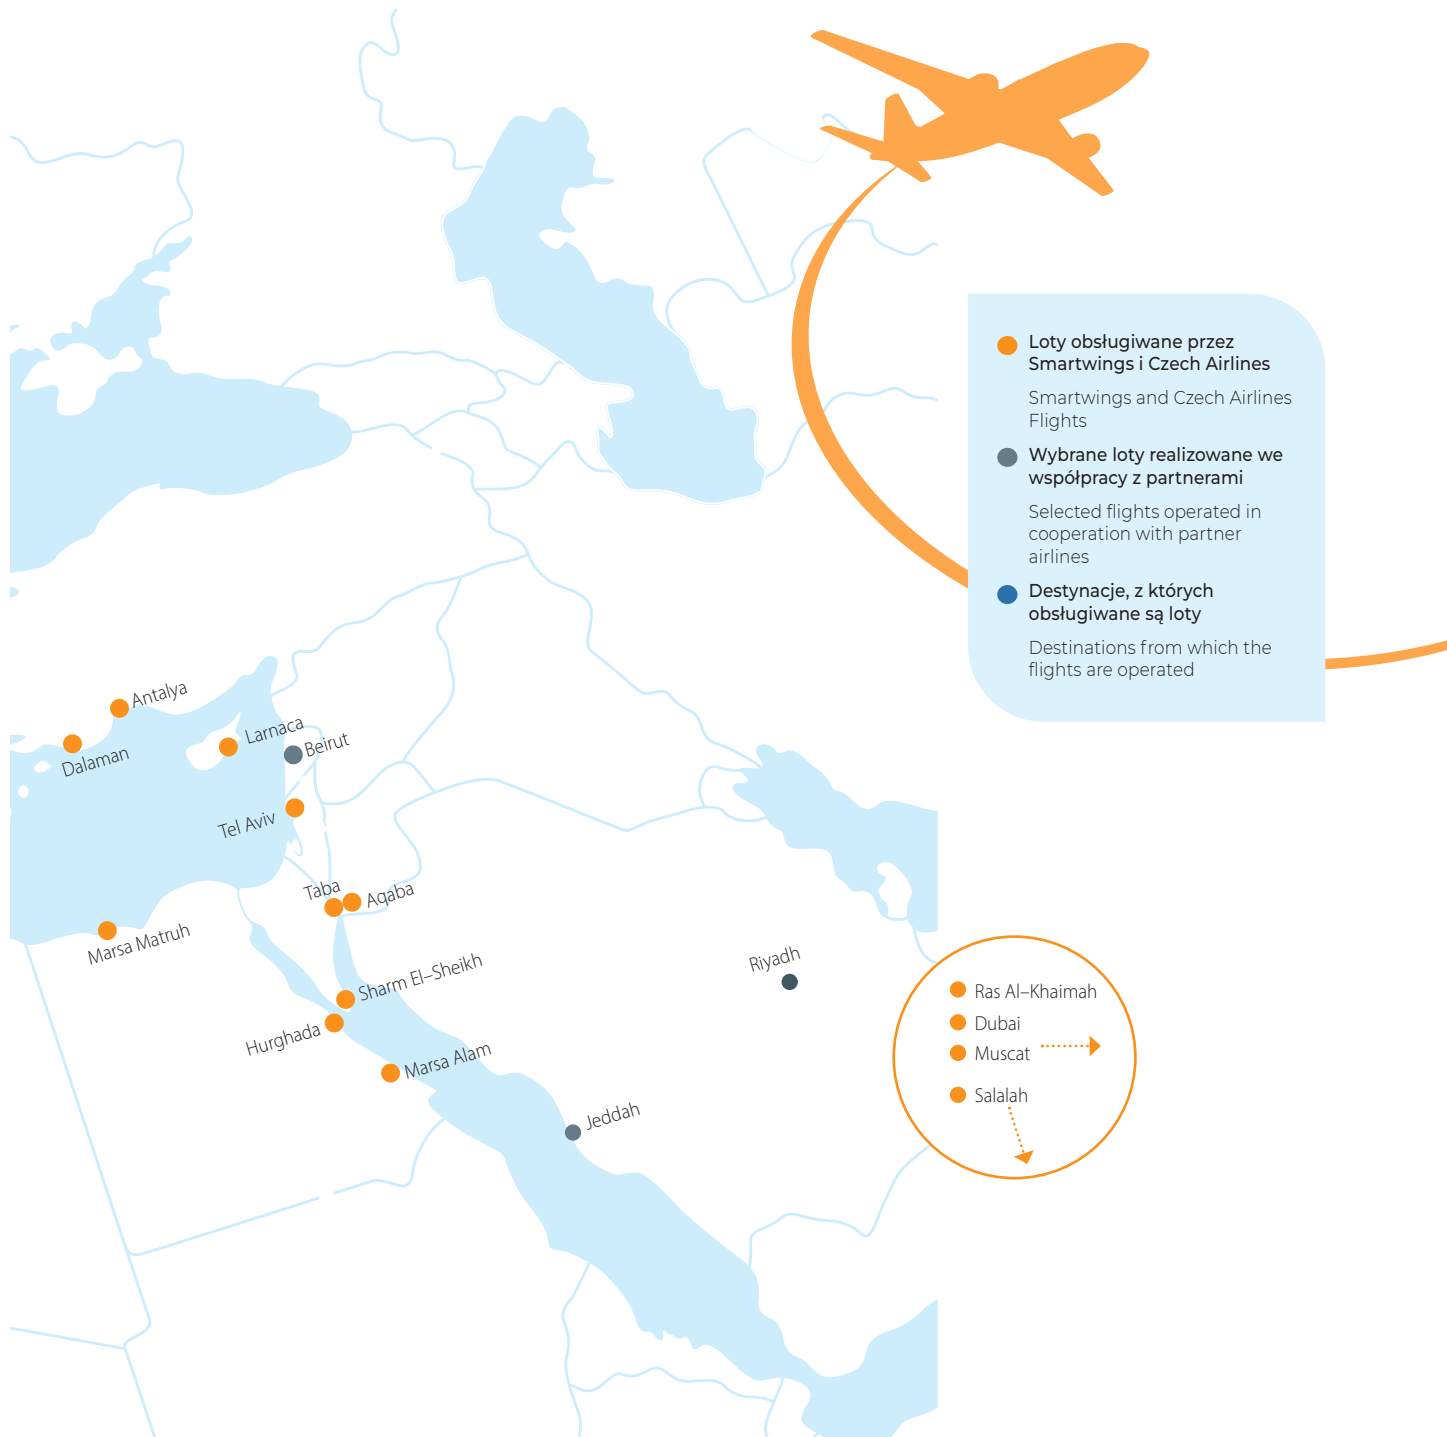 Loty obsługiwane przez
Smartwings i Czech Airlines
Smartwings and Czech Airlines
Flights
Wybrane loty realizowane we
współpracy z partnerami
Selected flights operated in
cooperation with partner
airlines
Destynacje, z których
obsługiwane są loty
Destinations from which the
flights are operated
Antalya
Dalaman
Larnaca
Beirut
Tel Aviv
Taba
Aqaba
Marsa Matruh
Sharm El–Sheikh
Hurghada
Marsa Alam
Riyadh
Jeddah
Ras Al–Khaimah
Dubai
Muscat
Salalah